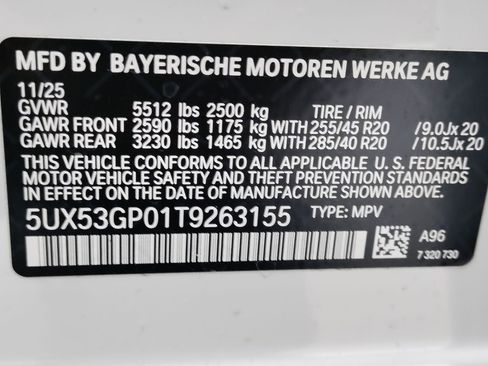 MFD BY BAYERISCHE MOTOREN WERKE AG
11/25
GVWR 5512 lbs 2500 kg TIRE / RIM
GAWR FRONT 2590 lbs 1175 kg WITH 255/45 R20 /9.0Jx 20
GAWR REAR 3230 lbs 1465 kg WITH 285/40 R20 /10.5Jx 20
THIS VEHICLE CONFORMS TO ALL APPLICABLE U. S. FEDERAL
MOTOR VEHICLE SAFETY AND THEFT PREVENTION STANDARDS
IN EFFECT ON THE DATE OF MANUFACTURE SHOWN ABOVE.
5UX53GP01T9263155 TYPE: MPV
A96
7 320 730